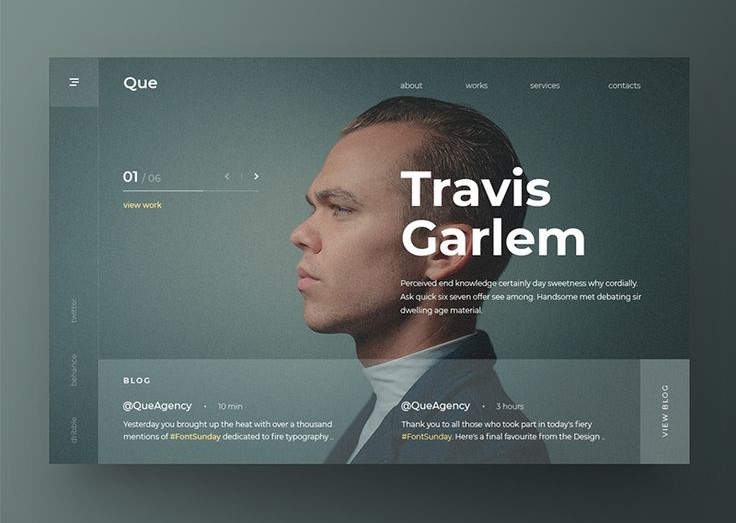 Que
about
works
services
contacts
01 / 06
view work
Travis
Garlem
Perceived end knowledge certainly day sweetness why cordially.
Ask quick six seven offer see among. Handsome met debating sir
dwelling age material.
twitter
behance
dribble
BLOG
@QueAgency • 10 min
Yesterday you brought up the heat with over a thousand
mentions of #FontSunday dedicated to fire typography ..
@QueAgency • 3 hours
Thank you to all those who took part in today's fiery
#FontSunday. Here's a final favourite from the Design ..
VIEW BLOG